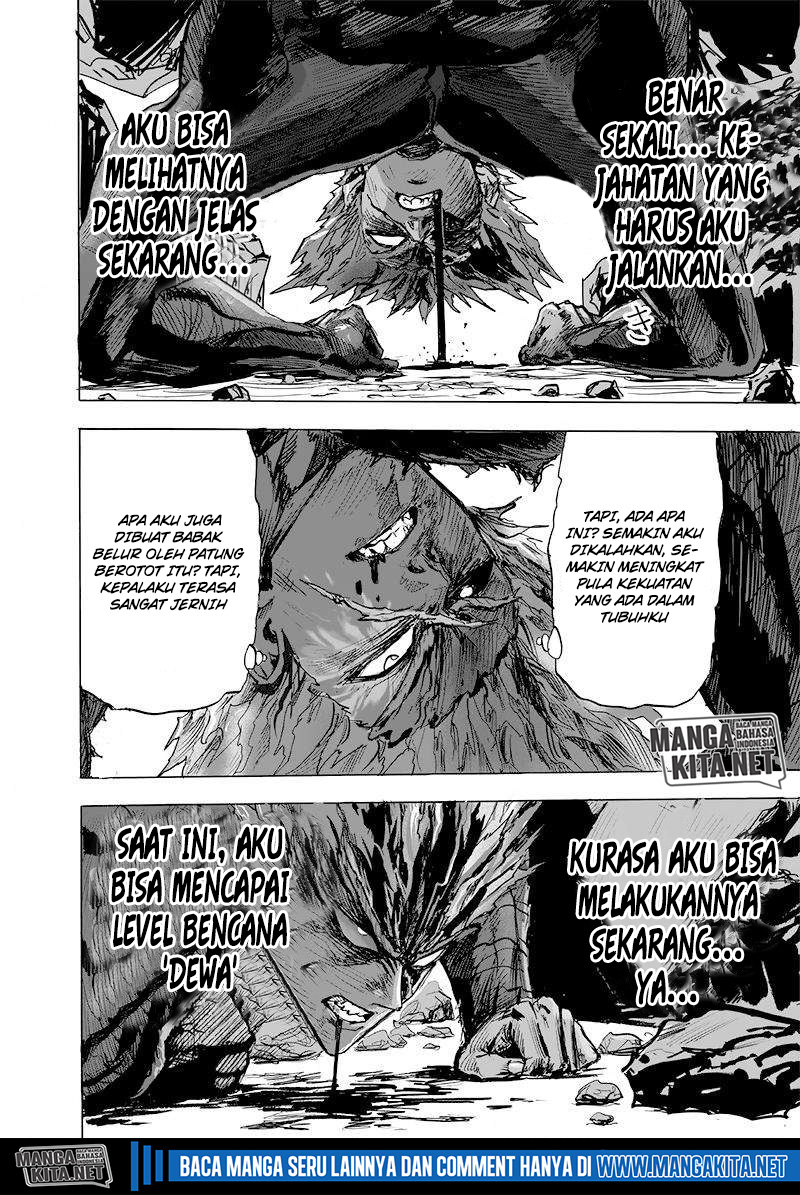 BENAR
SEKALI... KE-
JAHATAN YANG
HARUS AKU
JALANKAN...
AKU BISA
MELIHATNYA
DENGAN JELAS
SEKARANG...
TAPI, ADA APA
INI? SEMAKIN AKU
DIKALAHKAN, SE-
MAKIN MENINGKAT
PULA KEKUATAN
YANG ADA DALAM
TUBUHKU
APA AKU JUGA
DIBUAT BABAK
BELUR OLEH PATUNG
BEROTOT ITU? TAPI,
KEPALAKU TERASA
SANGAT JERNIH
MANGA BACA MANGA
BAHASA
INDONESIA
KITA.NET
KURASA AKU BISA
MELAKUKANNYA
SEKARANG...
YA...
SAAT INI, AKU
BISA MENCAPAI
LEVEL BENCANA
'DEWA'
MANGA
KITA.NET
BACA MANGA SERU LAINNYA DAN COMMENT HANYA DI WWW.MANGAKITA.NET